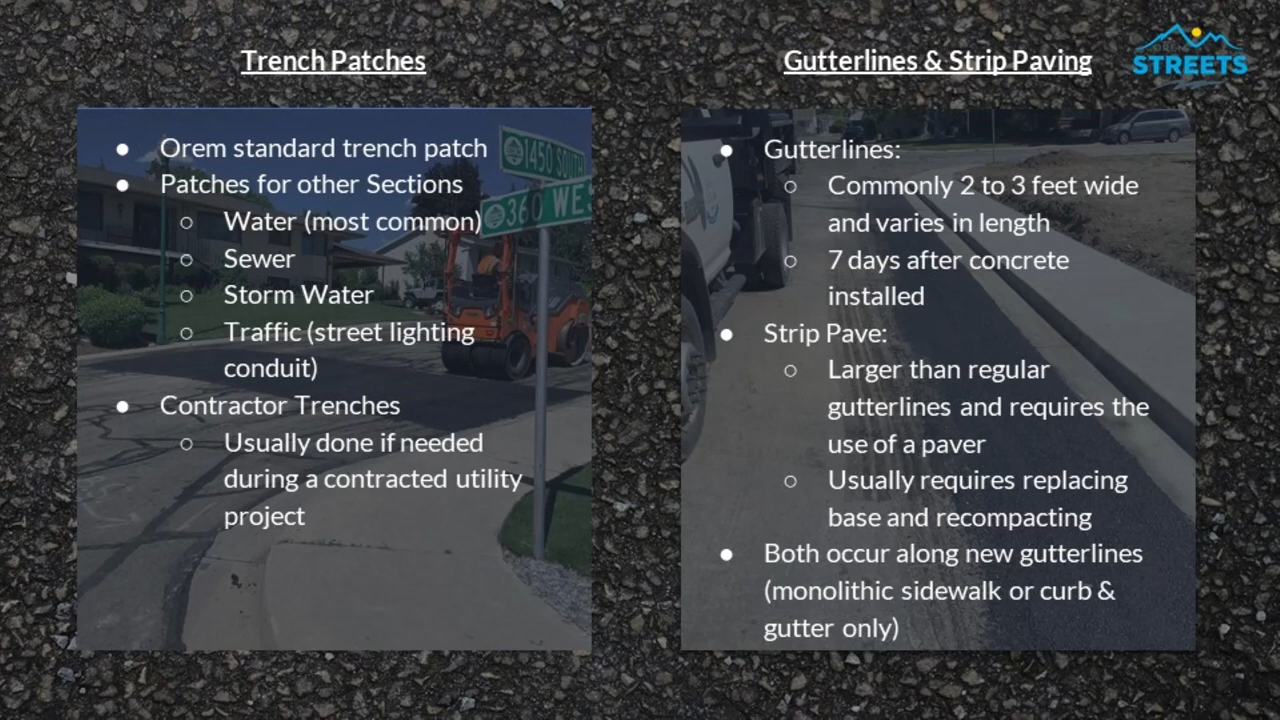 Trench Patches
Orem standard trench patch
Patches for other Sections
Water (most common)
Sewer
Storm Water
Traffic (street lighting
conduit)
Contractor Trenches
Usually done if needed
during a contracted utility
project
1450 SOUTH
360 WES
Gutterlines & Strip Paving
OREM
STREETS
Gutterlines:
Commonly 2 to 3 feet wide
and varies in length
7 days after concrete
installed
Strip Pave:
Larger than regular
gutterlines and requires the
use of a paver
Usually requires replacing
base and recompacting
Both occur along new gutterlines
(monolithic sidewalk or curb &
gutter only)